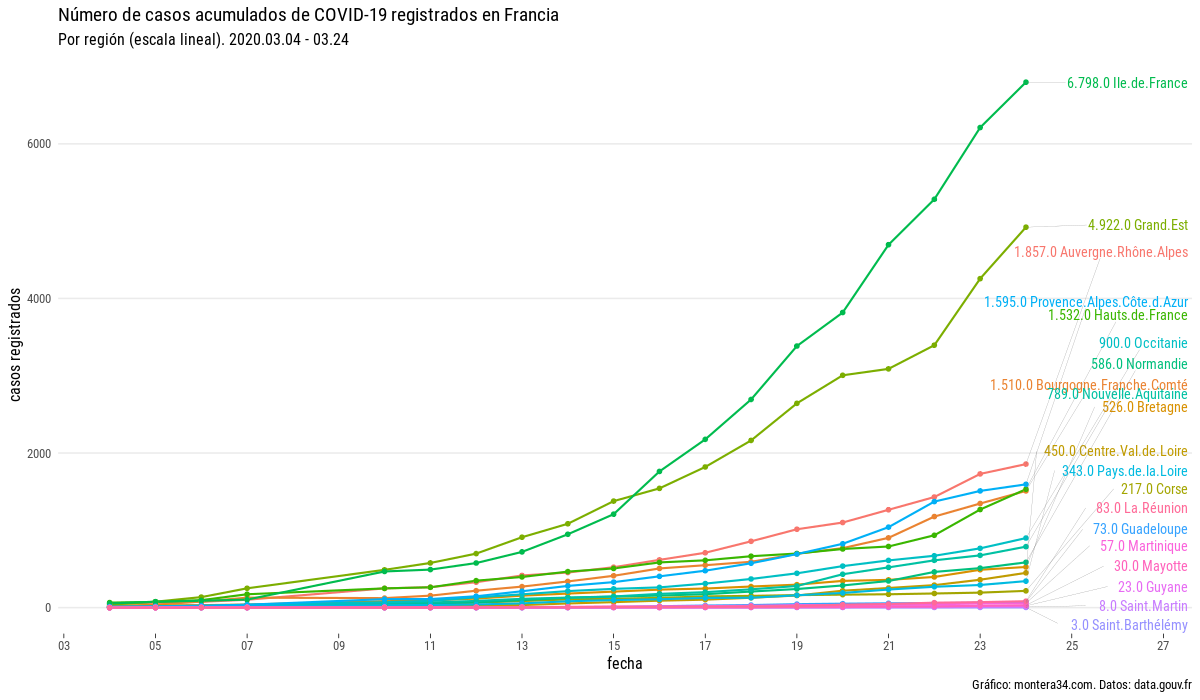 Número de casos acumulados de COVID-19 registrados en Francia
Por región (escala lineal). 2020.03.04 - 03.24
casos registrados
6000
4000
2000
0
6.798.0 Ile.de.France
4.922.0 Grand.Est
1.857.0 Auvergne.Rhône.Alpes
1.595.0 Provence.Alpes.Côte.d.Azur
1.532.0 Hauts.de.France
900.0 Occitanie
586.0 Normandie
1.510.0 Bourgogne.Franche.Comté
789.0 Nouvelle.Aquitaine
526.0 Bretagne
450.0 Centre.Val.de.Loire
343.0 Pays.de.la.Loire
217.0 Corse
83.0 La.Réunion
73.0 Guadeloupe
57.0 Martinique
30.0 Mayotte
23.0 Guyane
8.0 Saint.Martin
3.0 Saint.Barthélémy
03 05 07 09 11 13 15 17 19 21 23 25 27
fecha
Gráfico: montera34.com. Datos: data.gouv.fr